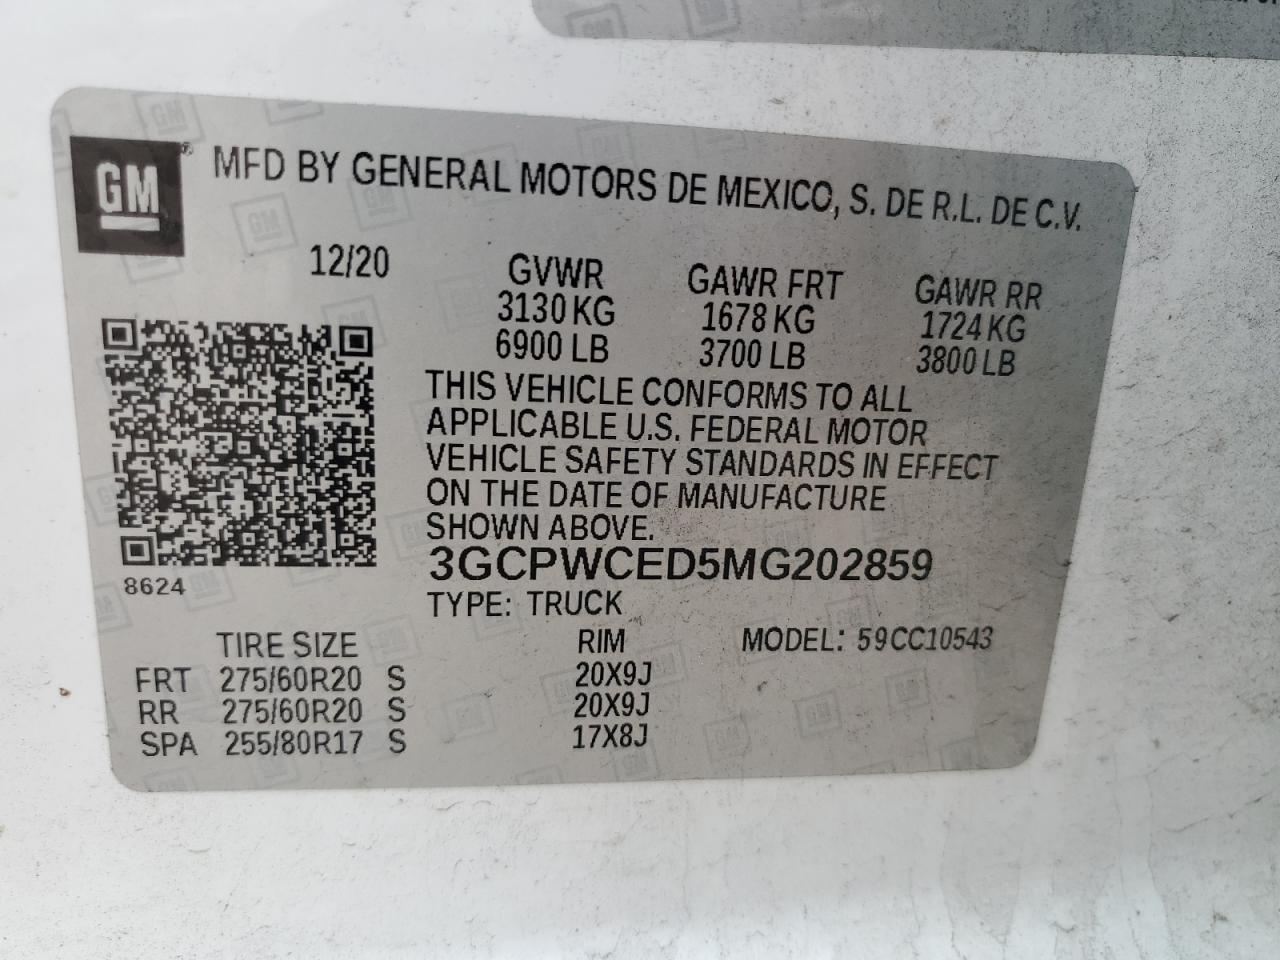 GM
MFD BY GENERAL MOTORS DE MEXICO, S. DE R.L. DE C.V.
12/20
GVWR GAWR FRT GAWR RR
3130 KG 1678 KG 1724 KG
6900 LB 3700 LB 3800 LB
THIS VEHICLE CONFORMS TO ALL
APPLICABLE U.S. FEDERAL MOTOR
VEHICLE SAFETY STANDARDS IN EFFECT
ON THE DATE OF MANUFACTURE
SHOWN ABOVE.
3GCPWCED5MG202859
8624
TYPE: TRUCK
TIRE SIZE RIM MODEL: 59CC10543
FRT 275/60R20 S 20X9J
RR 275/60R20 S 20X9J
SPA 255/80R17 S 17X8J